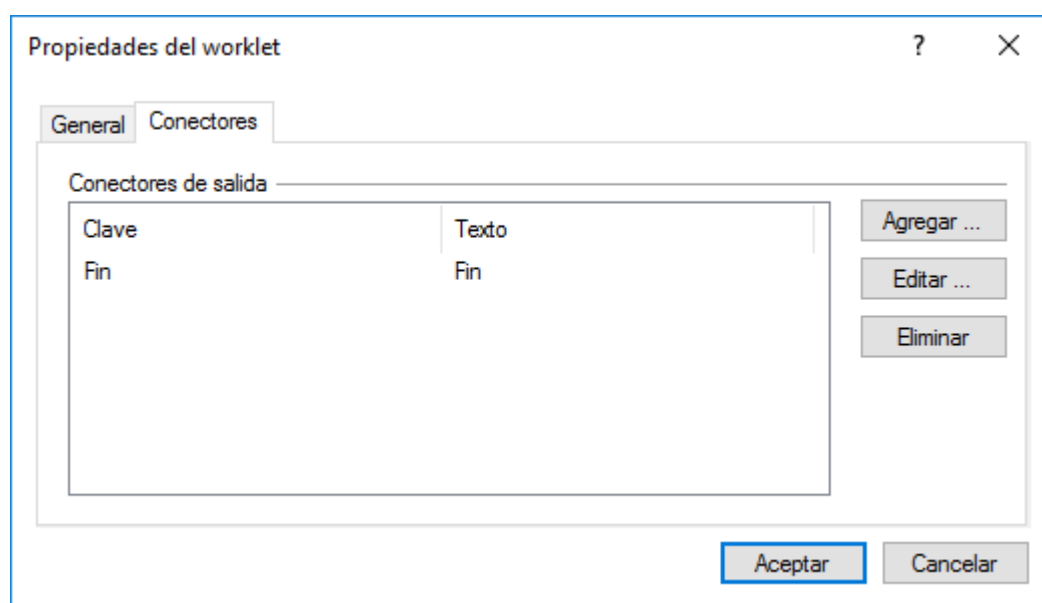 Propiedades del worklet ?
General Conectores
Conectores de salida
Clave Texto
Fin Fin
Agregar ...
Editar ...
Eliminar
Aceptar Cancelar